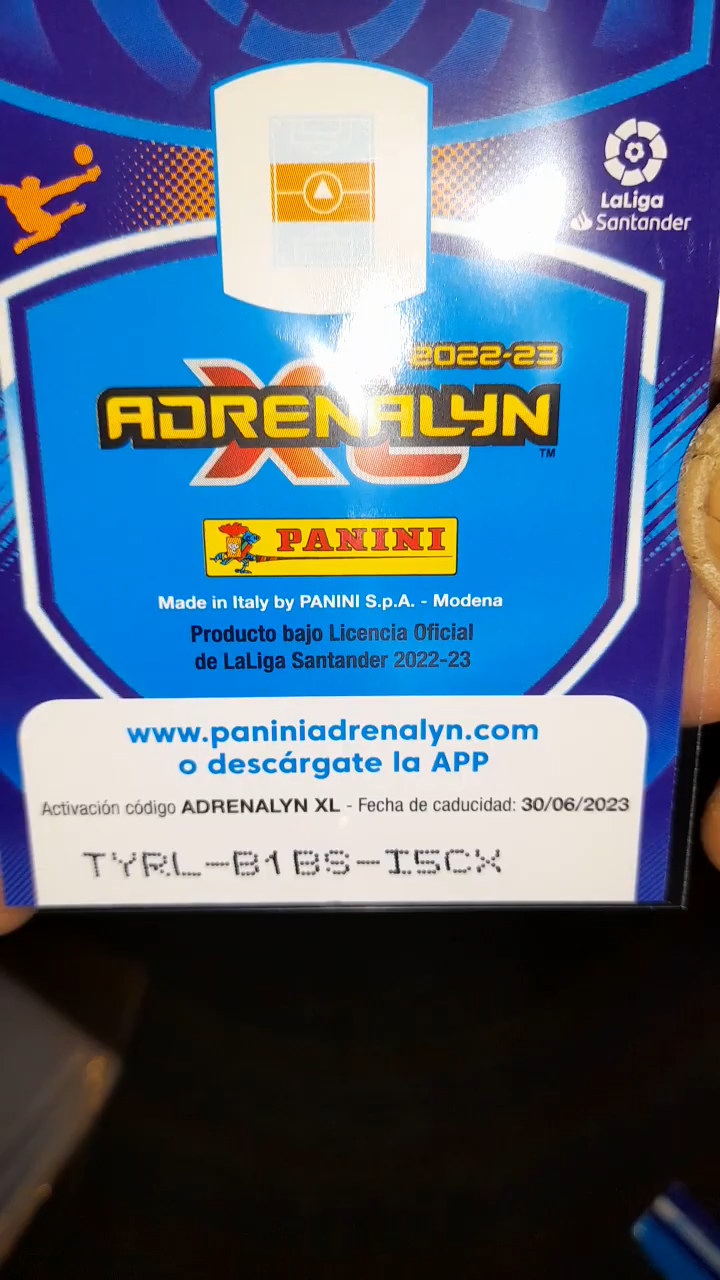 LaLiga
Santander
2022-23
ADRENALYN
XL
TM
PANINI
Made in Italy by PANINI S.p.A. - Modena
Producto bajo Licencia Oficial
de LaLiga Santander 2022-23
www.paniniadrenalyn.com
o descárgate la APP
Activación código ADRENALYN XL - Fecha de caducidad: 30/06/2023
TYRL-B1BS-I5CX